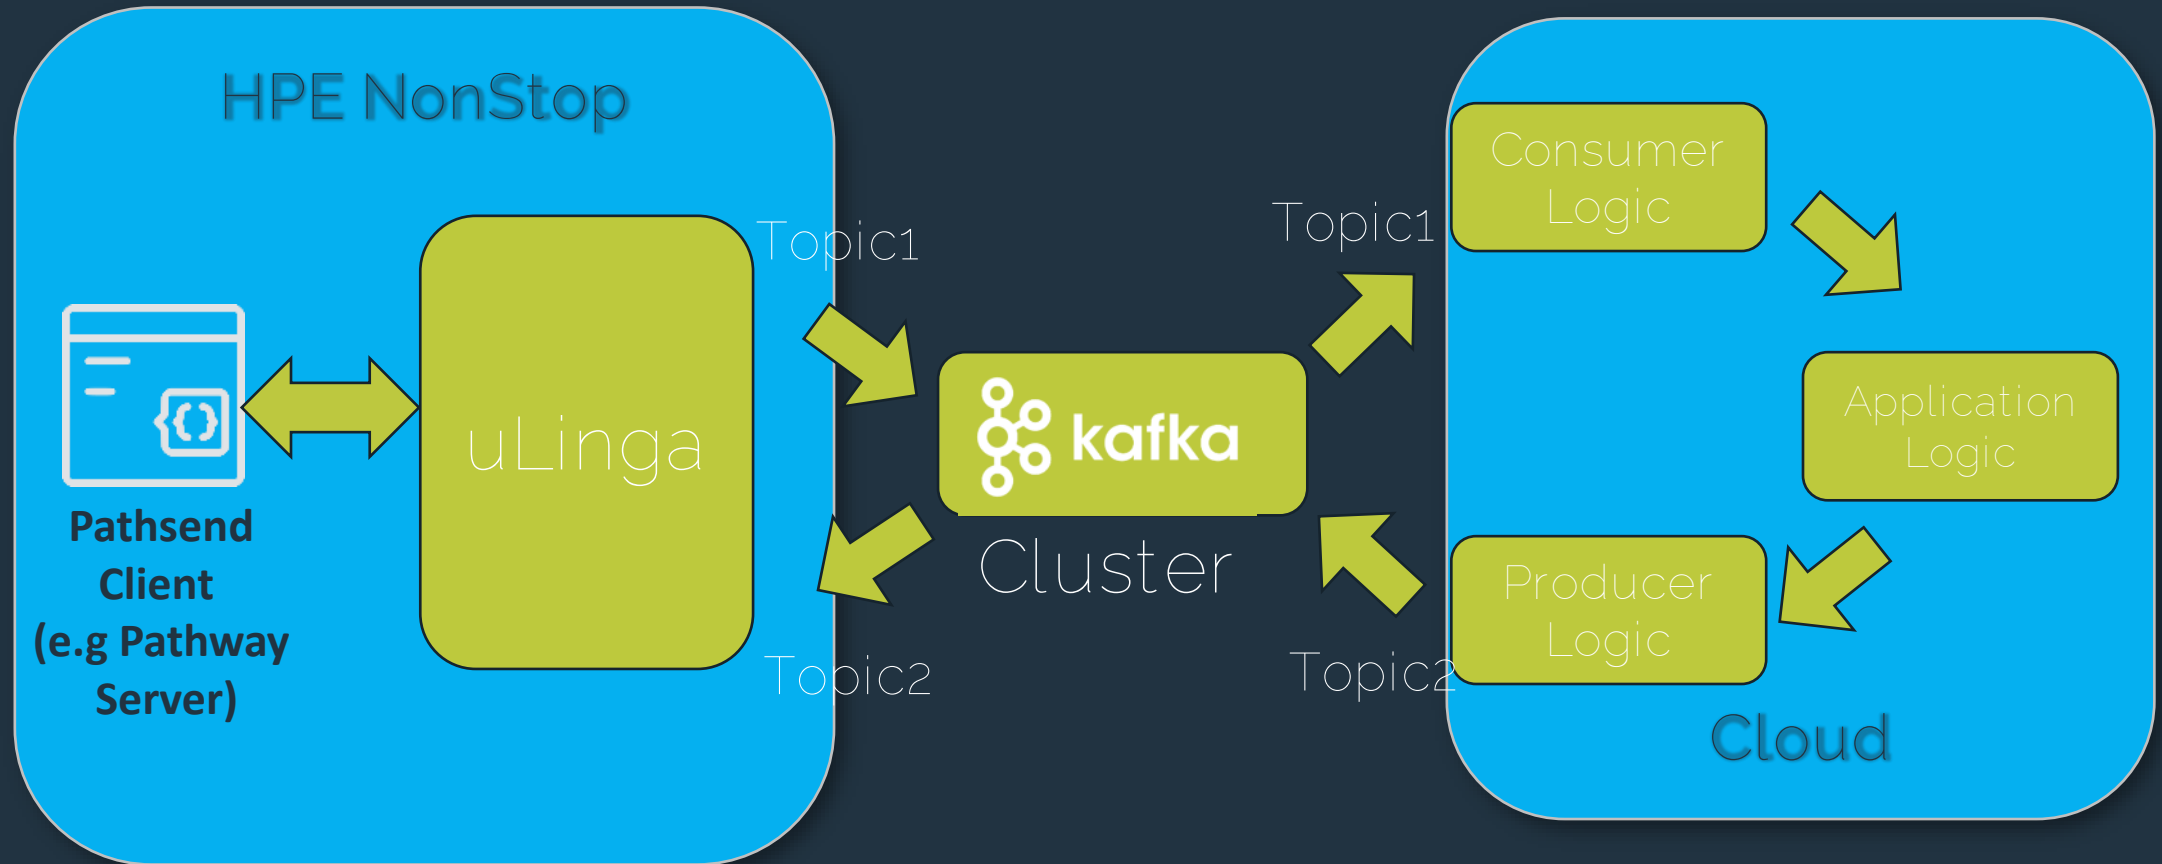 HPE NonStop
Topic1
uLinga
Pathsend
Client
(e.g Pathway
Server)
Topic2
kafka
Cluster
Topic1
Topic2
Consumer
Logic
Application
Logic
Producer
Logic
Cloud